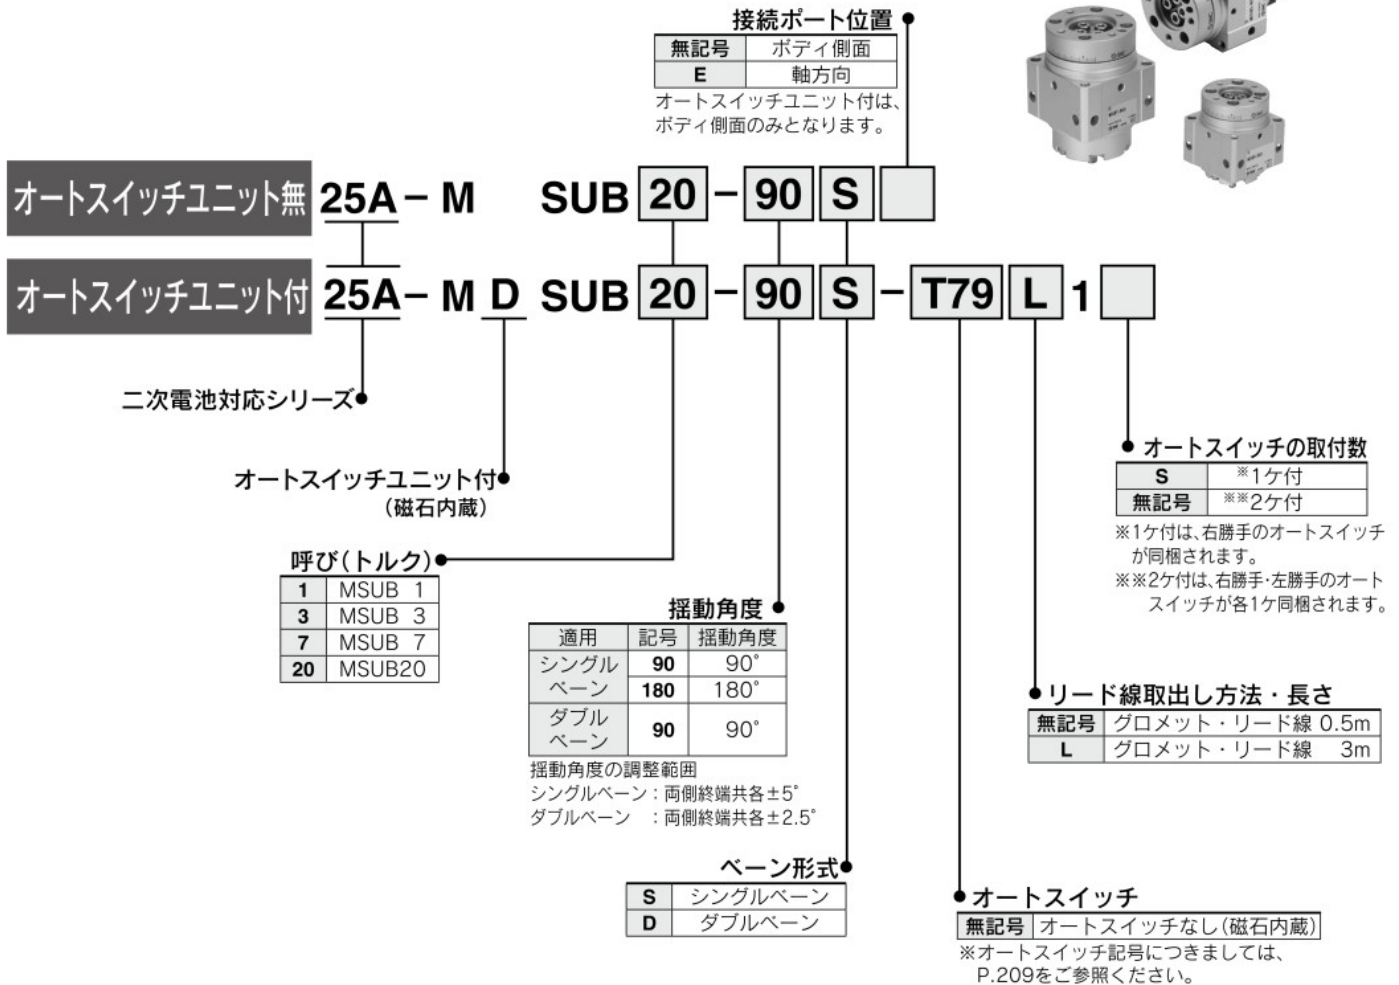 接続ポート位置
無記号 ボディ側面
E 軸方向
オートスイッチユニット付は、
ボディ側面のみとなります。
オートスイッチユニット無 25A－M SUB 20－90 S
オートスイッチユニット付 25A－M D SUB 20－90 S－T79 L 1
二次電池対応シリーズ
オートスイッチユニット付
（磁石内蔵）
呼び（トルク）
1 MSUB 1
3 MSUB 3
7 MSUB 7
20 MSUB20
揺動角度
適用 記号 揺動角度
シングルベーン 90 90°
180 180°
ダブルベーン 90 90°
揺動角度の調整範囲
シングルベーン：両側終端共各±5°
ダブルベーン ：両側終端共各±2.5°
ベーン形式
S シングルベーン
D ダブルベーン
オートスイッチの取付数
S ※1ケ付
無記号 ※※2ケ付
※1ケ付は、右勝手のオートスイッチ
が同梱されます。
※※2ケ付は、右勝手・左勝手のオート
スイッチが各1ケ同梱されます。
リード線取出し方法・長さ
無記号 グロメット・リード線 0.5m
L グロメット・リード線 3m
オートスイッチ
無記号 オートスイッチなし（磁石内蔵）
※オートスイッチ記号につきましては、
P.209をご参照ください。